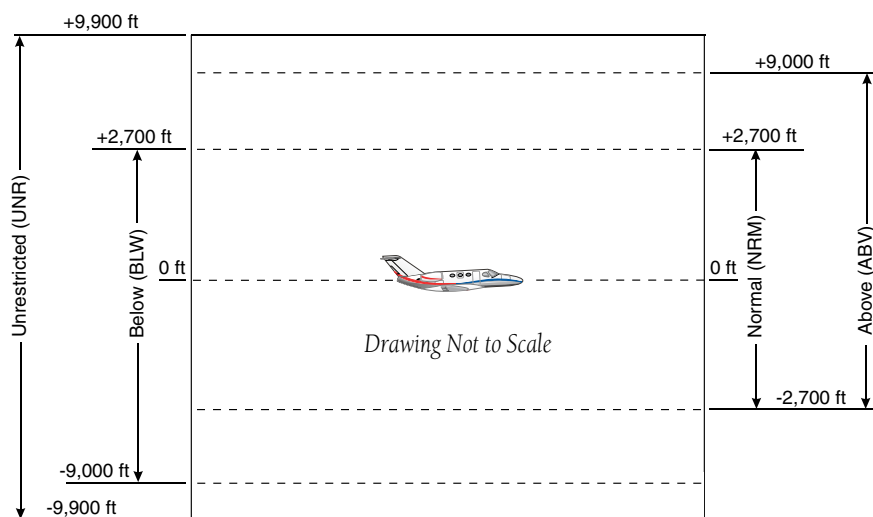 +9,900 ft
+9,000 ft
+2,700 ft
+2,700 ft
Unrestricted (UNR)
Below (BLW)
0 ft
0 ft
Normal (NRM)
Above (ABV)
Drawing Not to Scale
-2,700 ft
-9,000 ft
-9,900 ft